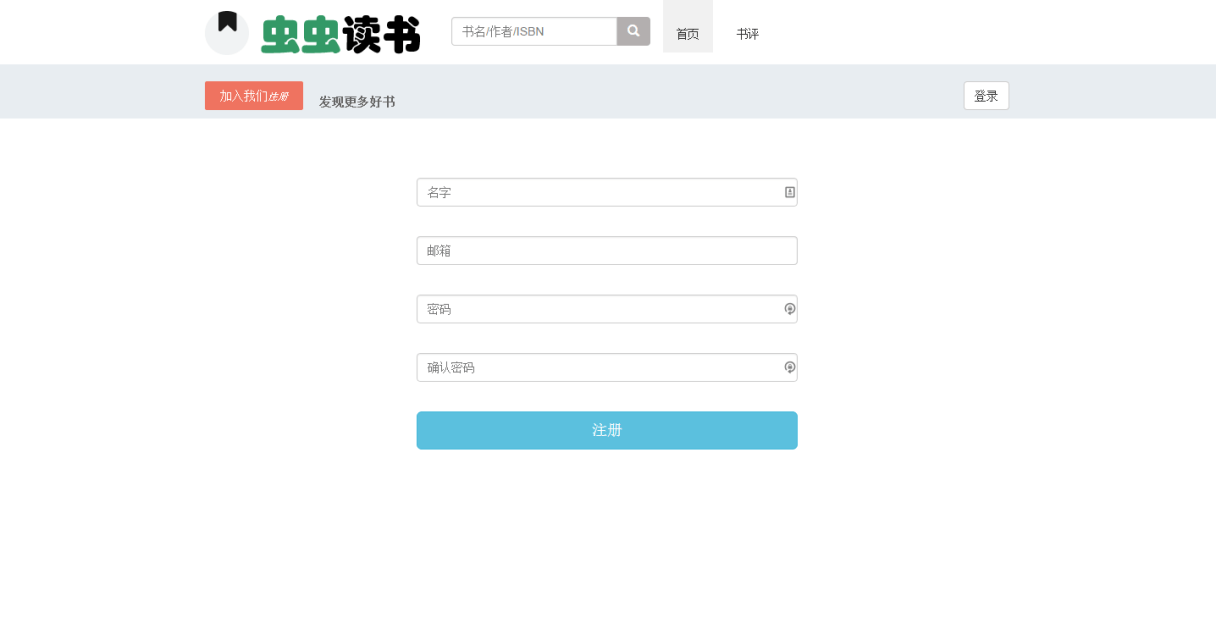 虫虫读书
书名/作者/ISBN
首页
书评
加入我们注册
发现更多好书
登录
名字
邮箱
密码
确认密码
注册